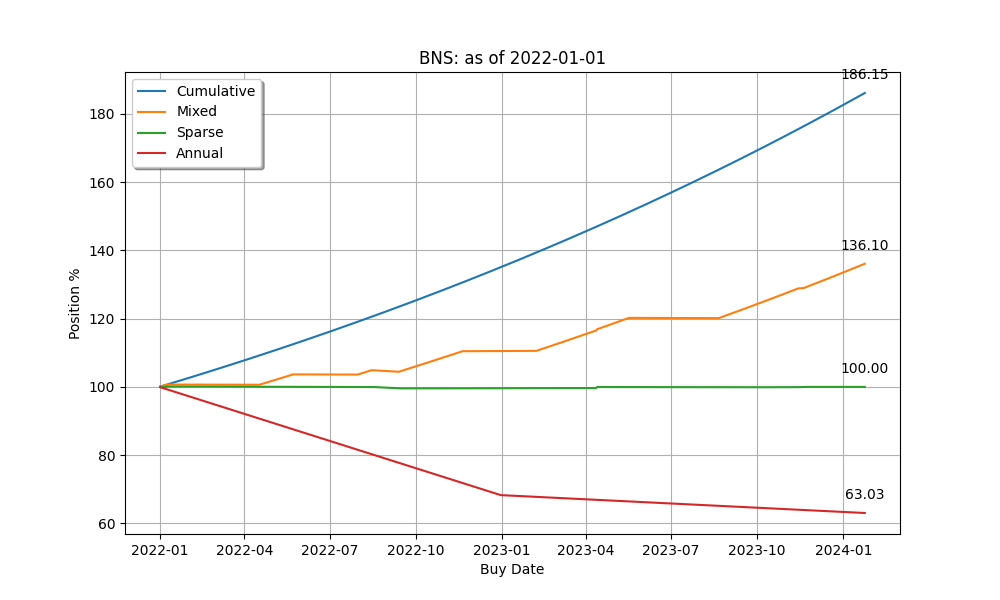 BNS: as of 2022-01-01
186.15
Cumulative
Mixed
Sparse
Annual
136.10
100.00
63.03
Position %
180
160
140
120
100
80
60
2022-01 2022-04 2022-07 2022-10 2023-01 2023-04 2023-07 2023-10 2024-01
Buy Date